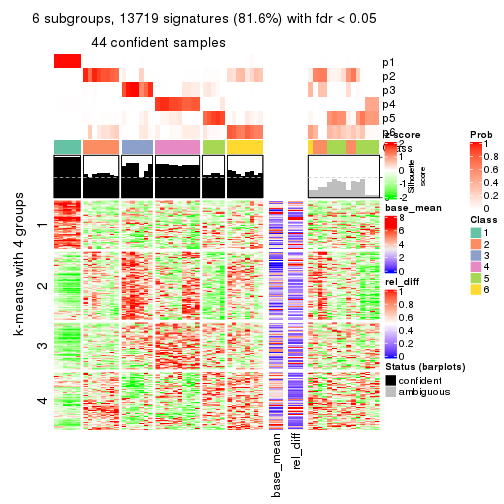 6 subgroups, 13719 signatures (81.6%) with fdr < 0.05
44 confident samples
p1
p2
p3
p4
p5
p6
Class
Silhouette
score
1
2
3
4
k-means with 4 groups
base_mean
rel_diff
z-score
2
1
0
-1
-2
base_mean
8
6
4
2
0
rel_diff
1
0.8
0.6
0.4
0.2
0
Status (barplots)
confident
ambiguous
Prob
1
0.8
0.6
0.4
0.2
0
Class
1
2
3
4
5
6